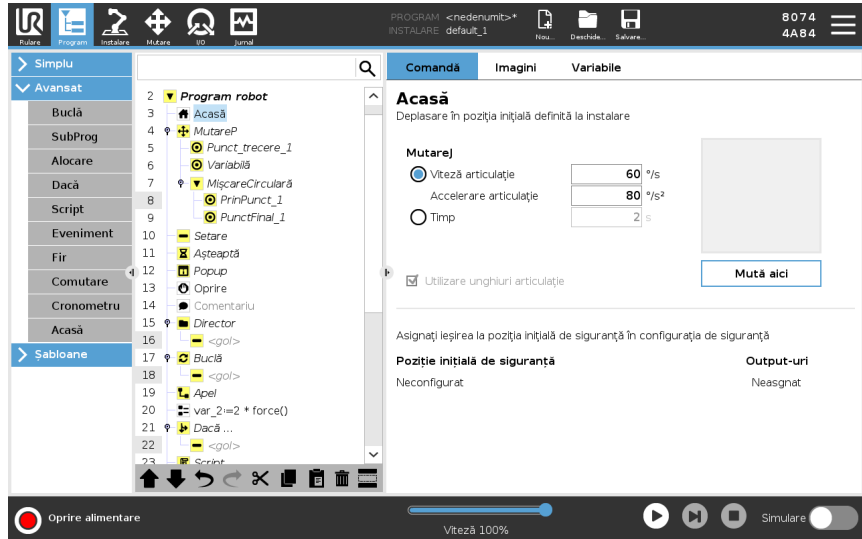 PROGRAM <nedenumit>*
INSTALARE default_1
8074
4A84
Rulare
Program
Instalare
Mutare
I/O
Jurnal
Nou...
Deschide...
Salvare...
Simplu
Avansat
Buclă
SubProg
Alocare
Dacă
Script
Eveniment
Fir
Comutare
Cronometru
Acasă
Șabloane
2 Program robot
3 Acasă
4 MutareP
5 Punct_trecere_1
6 Variabilă
7 MișcareCirculară
8 PrinPunct_1
9 PunctFinal_1
10 Setare
11 Așteaptă
12 Popup
13 Oprire
14 Comentariu
15 Director
16 <gol>
17 Buclă
18 <gol>
19 Apel
20 var_2:=2 * force()
21 Dacă ...
22 <gol>
23 Script
Comandă
Imagini
Variabile
Acasă
Deplasare în poziția inițială definită la instalare
MutareJ
Viteză articulație 60 °/s
Accelerare articulație 80 °/s²
Timp 2 s
Utilizare unghiuri articulație
Mută aici
Asignați ieșirea la poziția inițială de siguranță în configurația de siguranță
Poziție inițială de siguranță
Output-uri
Neconfigurat
Neasgnat
Oprire alimentare
Viteză 100%
Simulare